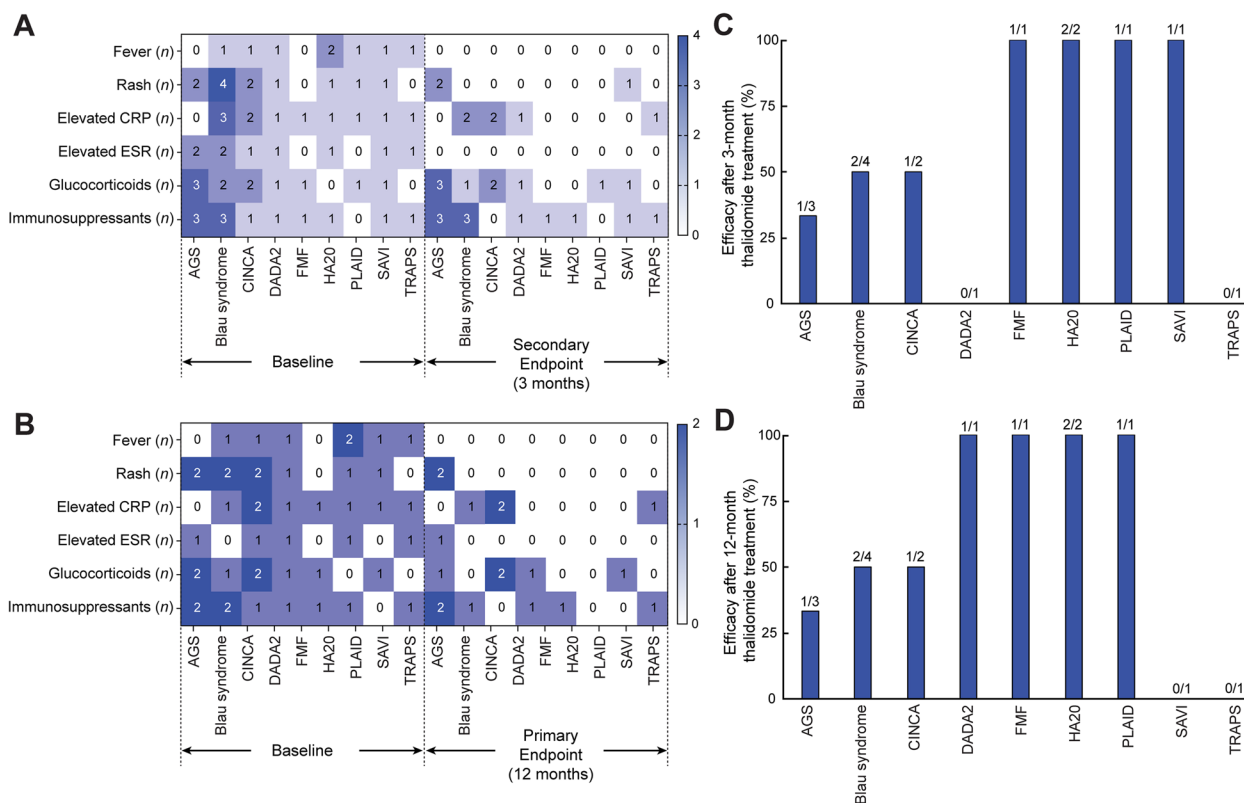 A
Fever (n) 0 1 1 1 0 2 1 1 1 0 0 0 0 0 0 0 0 0
Rash (n) 2 4 2 1 0 1 1 1 0 2 0 0 0 0 0 0 1 0
Elevated CRP (n) 0 3 2 1 1 1 1 1 1 0 2 2 1 0 0 0 0 1
Elevated ESR (n) 2 2 1 1 0 1 0 1 1 0 0 0 0 0 0 0 0 0
Glucocorticoids (n) 3 2 2 1 1 0 1 1 0 3 1 2 1 0 0 1 1 0
Immunosuppressants (n) 3 3 1 1 1 1 0 1 1 3 3 0 1 1 1 0 1 1
AGS Blau syndrome CINCA DADA2 FMF HA20 PLAID SAVI TRAPS AGS Blau syndrome CINCA DADA2 FMF HA20 PLAID SAVI TRAPS
Baseline
Secondary
Endpoint
(3 months)
4
3
2
1
0
B
Fever (n) 0 1 1 1 0 2 1 1 0 0 0 0 0 0 0 0 0
Rash (n) 2 2 2 1 0 1 1 0 2 0 0 0 0 0 0 0 0
Elevated CRP (n) 0 1 2 1 1 1 1 1 0 1 2 0 0 0 0 0 1
Elevated ESR (n) 1 0 1 1 0 1 0 1 1 0 0 0 0 0 0 0 0
Glucocorticoids (n) 2 1 2 1 1 0 1 0 1 0 2 1 0 0 0 1 0
Immunosuppressants (n) 2 2 1 1 1 1 0 1 2 1 0 1 1 0 0 0 1
AGS Blau syndrome CINCA DADA2 HA20 PLAID SAVI TRAPS AGS Blau syndrome CINCA DADA2 FMF HA20 PLAID SAVI TRAPS
Baseline
Primary
Endpoint
(12 months)
2
1
0
C
Efficacy after 3-month
thalidomide treatment (%)
100
75
50
25
0
1/3 2/4 1/2 0/1 1/1 2/2 1/1 1/1 0/1
AGS Blau syndrome CINCA DADA2 FMF HA20 PLAID SAVI TRAPS
D
Efficacy after 12-month
thalidomide treatment (%)
100
75
50
25
0
1/3 2/4 1/2 1/1 1/1 2/2 1/1 0/1 0/1
AGS Blau syndrome CINCA DADA2 FMF HA20 PLAID SAVI TRAPS